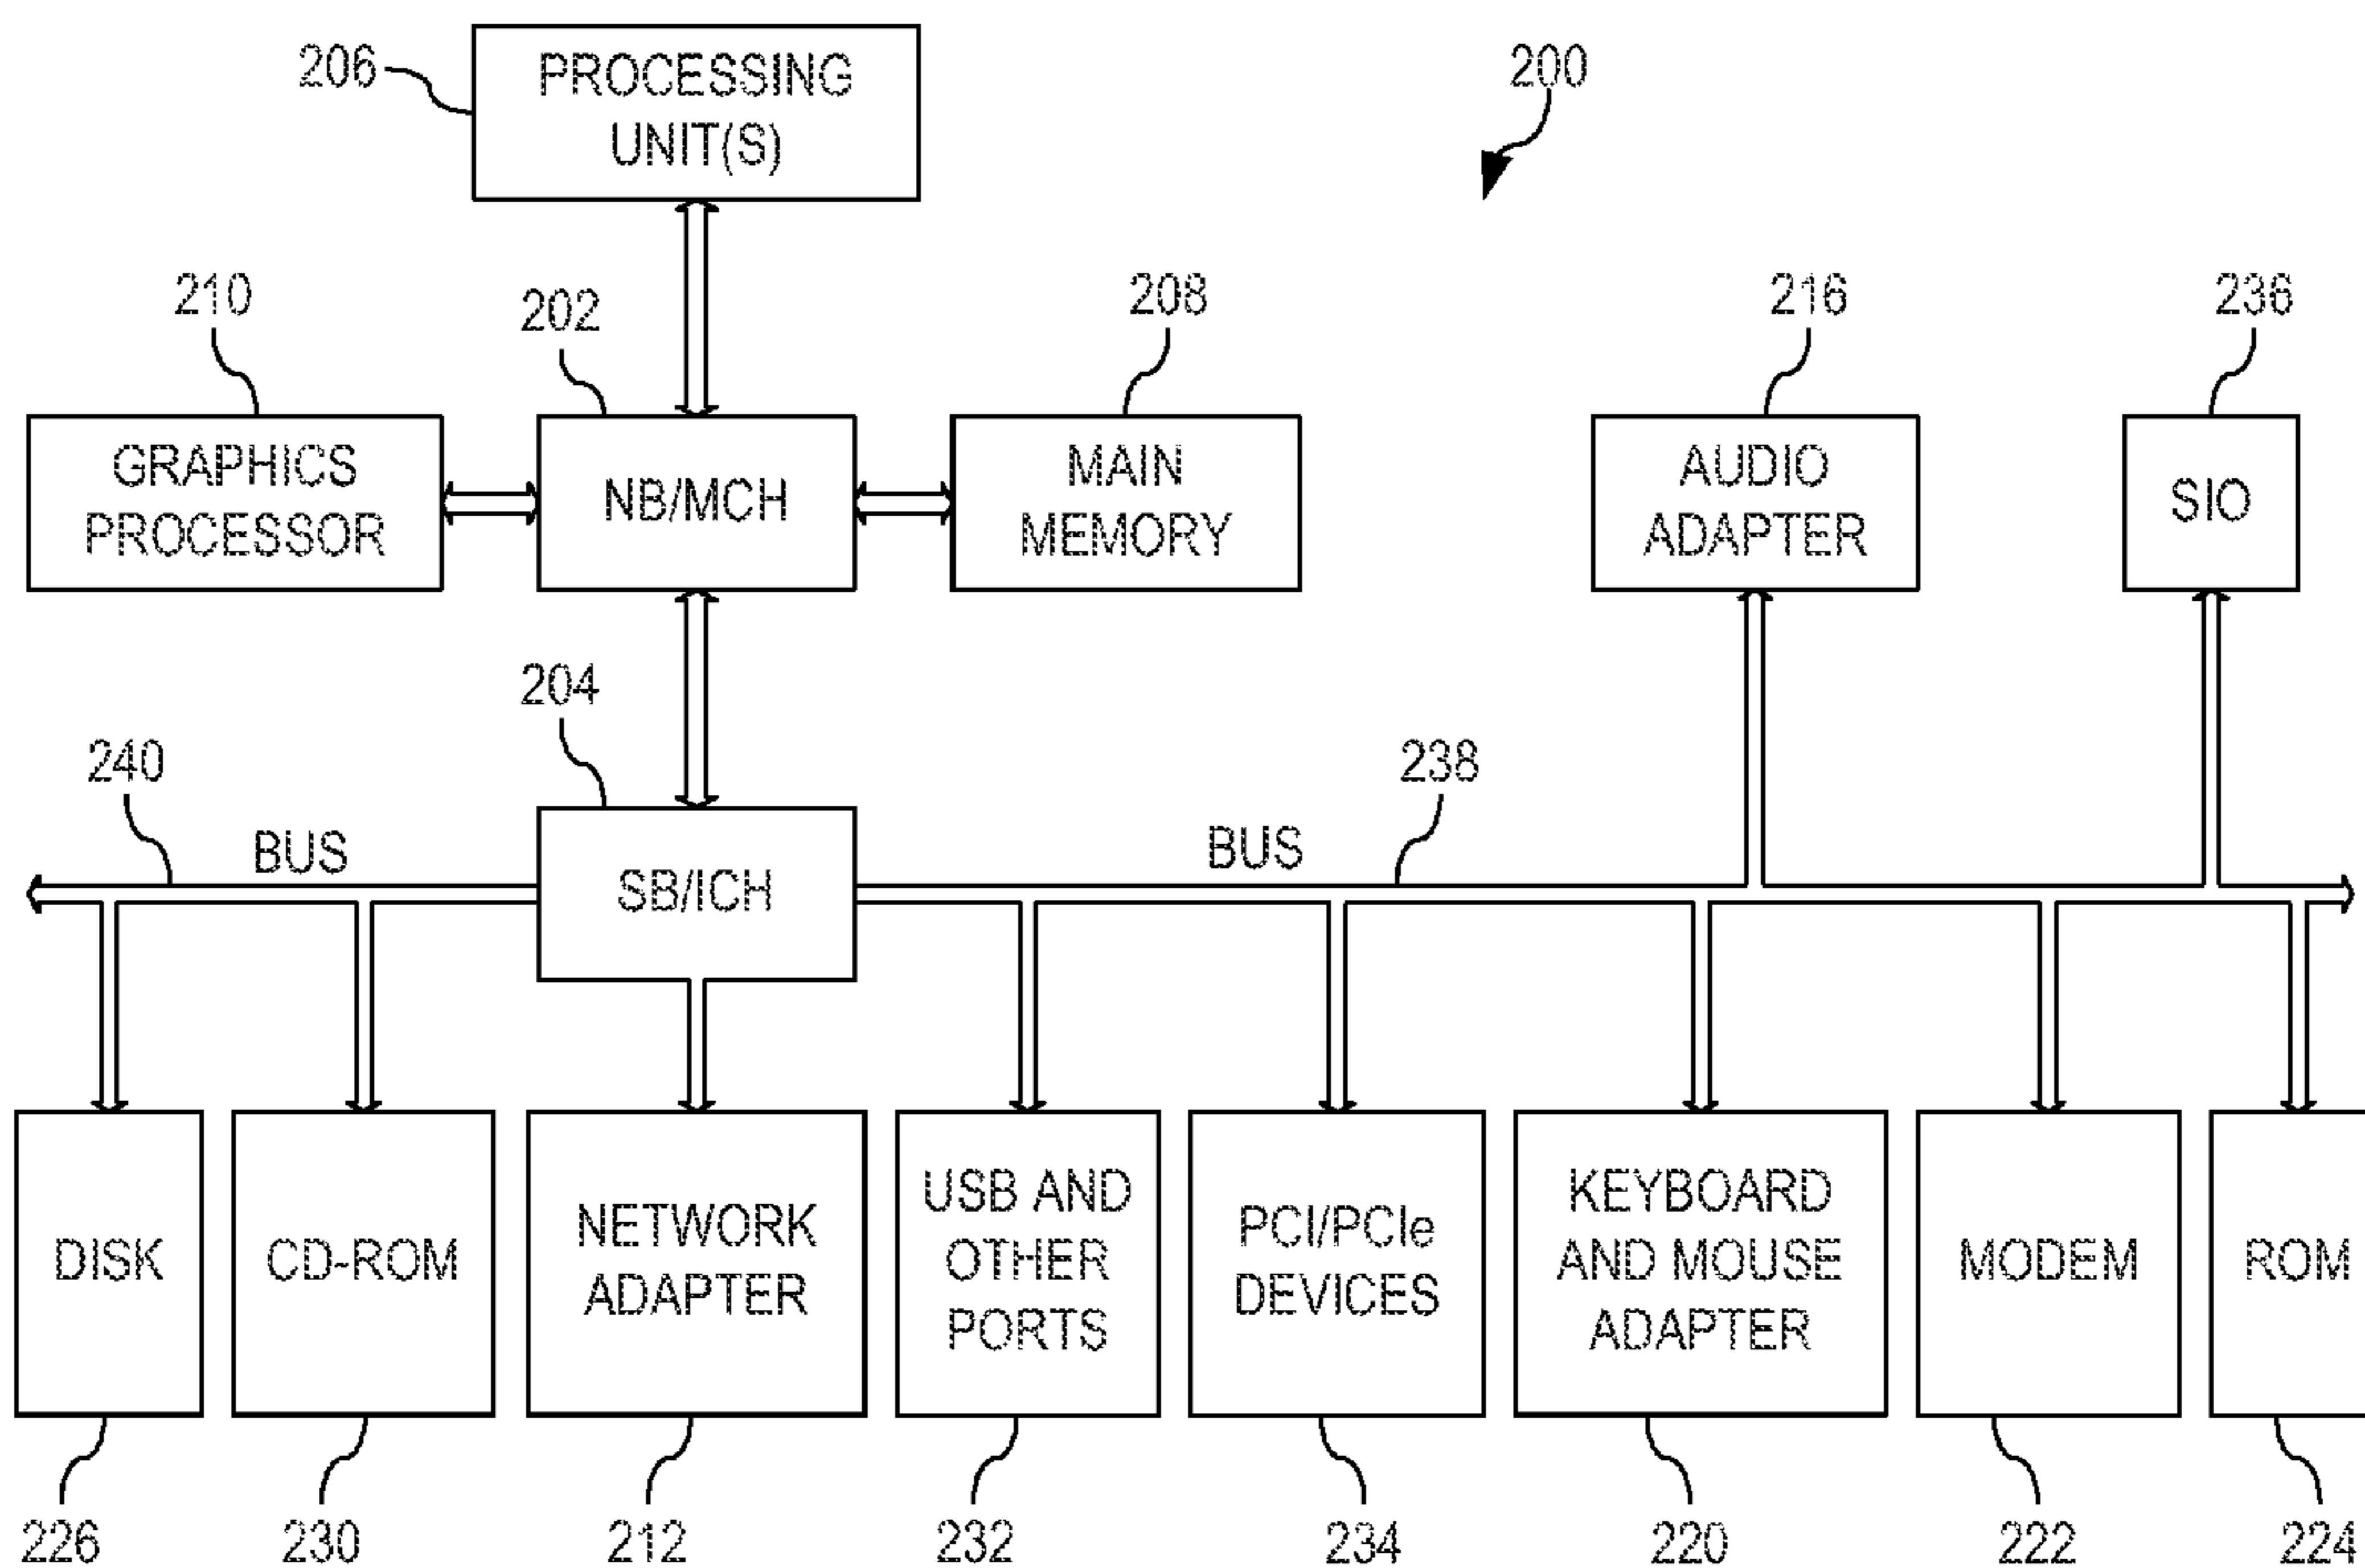 206
PROCESSING
UNIT(S)
200
210
202
208
216
236
GRAPHICS
PROCESSOR
NB/MCH
MAIN
MEMORY
AUDIO
ADAPTER
SIO
204
240
238
BUS
SB/ICH
BUS
DISK
CD-ROM
NETWORK
ADAPTER
USB AND
OTHER
PORTS
PCI/PCIe
DEVICES
KEYBOARD
AND MOUSE
ADAPTER
MODEM
ROM
226
230
212
232
234
220
222
224